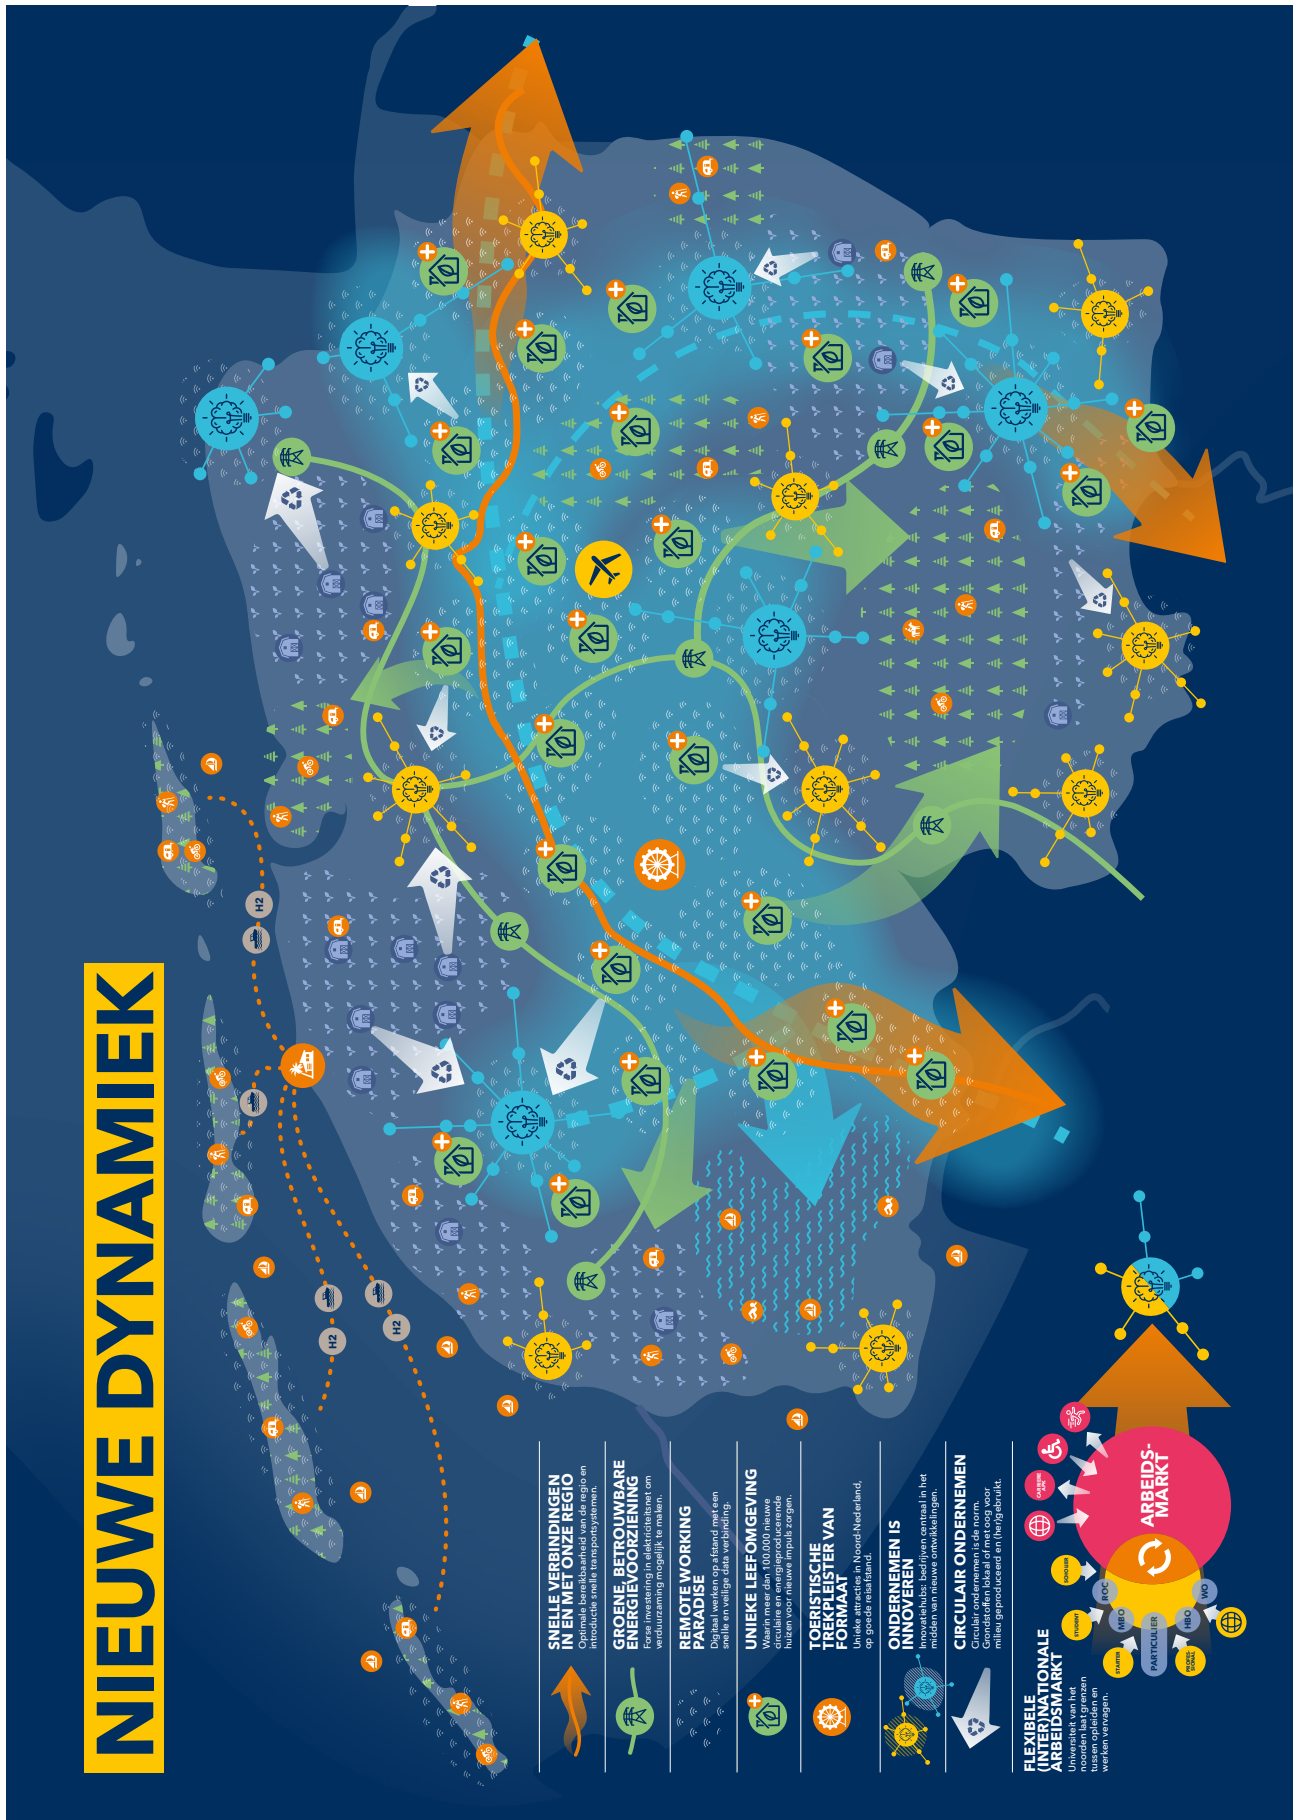 NIEUWE DYNAMIEK
H2
H2
H2
SNELLE VERBINDINGEN
IN EN MET ONZE REGIO
Optimale bereikbaarheid van de regio en
introductie snelle transportsystemen.
GROENE, BETROUWBARE
ENERGIEVOORZIENING
Forse investering in elektriciteitsnet om
verduurzaming mogelijk te maken.
REMOTE WORKING
PARADISE
Digitaal werken op afstand met een
snelle en veilige data verbinding.
UNIEKE LEEFOMGEVING
Waarin meer dan 100.000 nieuwe
circulaire en energieproducerende
huizen voor nieuwe impuls zorgen.
TOERISTISCHE
TREKPLEISTER VAN
FORMAAT
Unieke attracties in Noord-Nederland,
op goede reisafstand.
ONDERNEMEN IS
INNOVEREN
Innovatiehubs: bedrijven centraal in het
midden van nieuwe ontwikkelingen.
CIRCULAIR ONDERNEMEN
Circulair ondernemen is de norm.
Grondstoffen lokaal of met oog voor
milieu geproduceerd en (her)gebruikt.
FLEXIBELE
(INTER)NATIONALE
ARBEIDSMARKT
Universiteit van het
noorden laat grenzen
tussen opleiden en
werken vervagen.
STARTER
STUDENT
SCHOLIER
PROFES-
SIONAL
PARTICULIER
MBO
ROC
HBO
WO
CARRIERE
APK
ARBEIDS-
MARKT